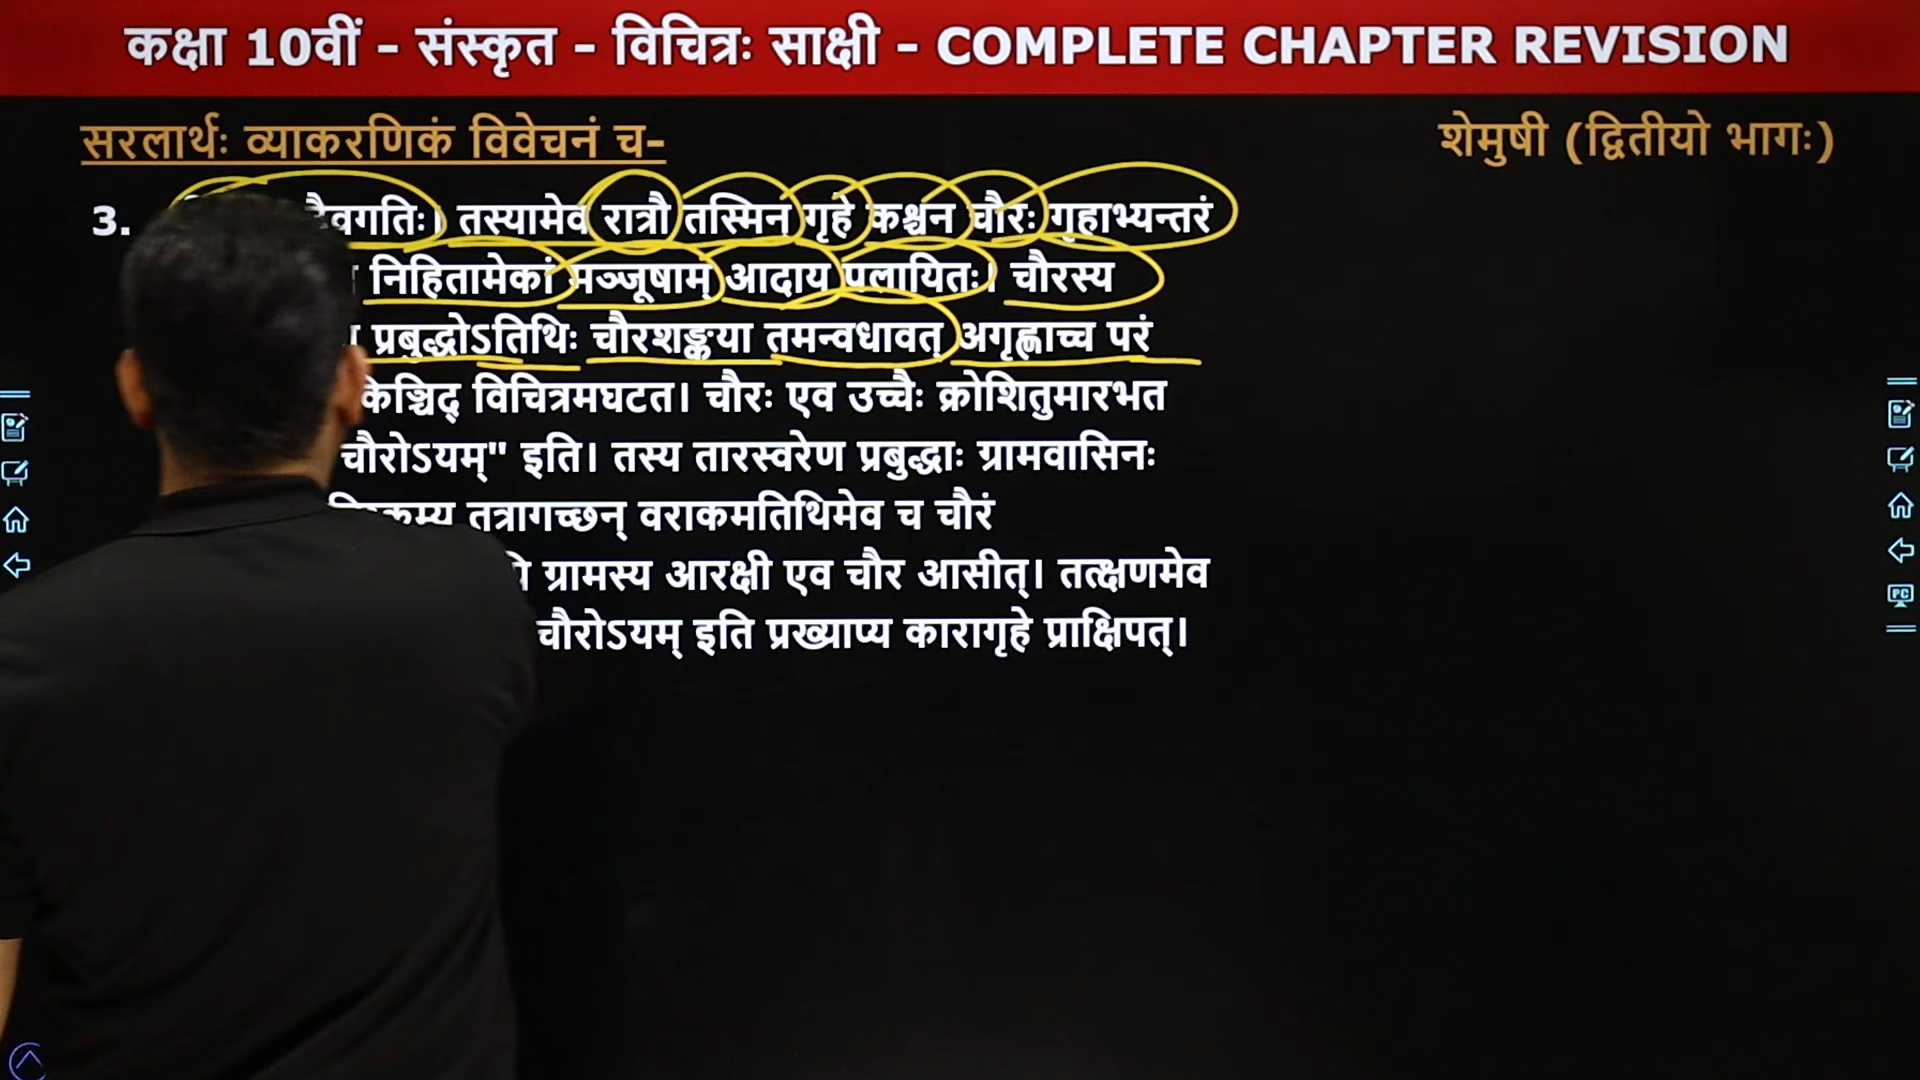 कक्षा 10वीं - संस्कृत - विचित्रः साक्षी - COMPLETE CHAPTER REVISION
सरलार्थः व्याकरणिकं विवेचनं च-
शेमुषी (द्वितीयो भागः)
3. दैवगतिः। तस्यामेव रात्रौ तस्मिन् गृहे कश्चन चौरः गृहाभ्यन्तरं
निहितामेकां मञ्जूषाम् आदाय पलायितः। चौरस्य
प्रबुद्धोऽतिथिः चौरशङ्कया तमन्वधावत् अगृह्णाच्च परं
किञ्चिद् विचित्रमघटत। चौरः एव उच्चैः क्रोशितुमारभत
चौरोऽयम्" इति। तस्य तारस्वरेण प्रबुद्धाः ग्रामवासिनः
तत्रागच्छन् वराकमतिथिमेव च चौरं
ग्रामस्य आरक्षी एव चौर आसीत्। तत्क्षणमेव
चौरोऽयम् इति प्रख्याप्य कारागृहे प्राक्षिपत्।
PC